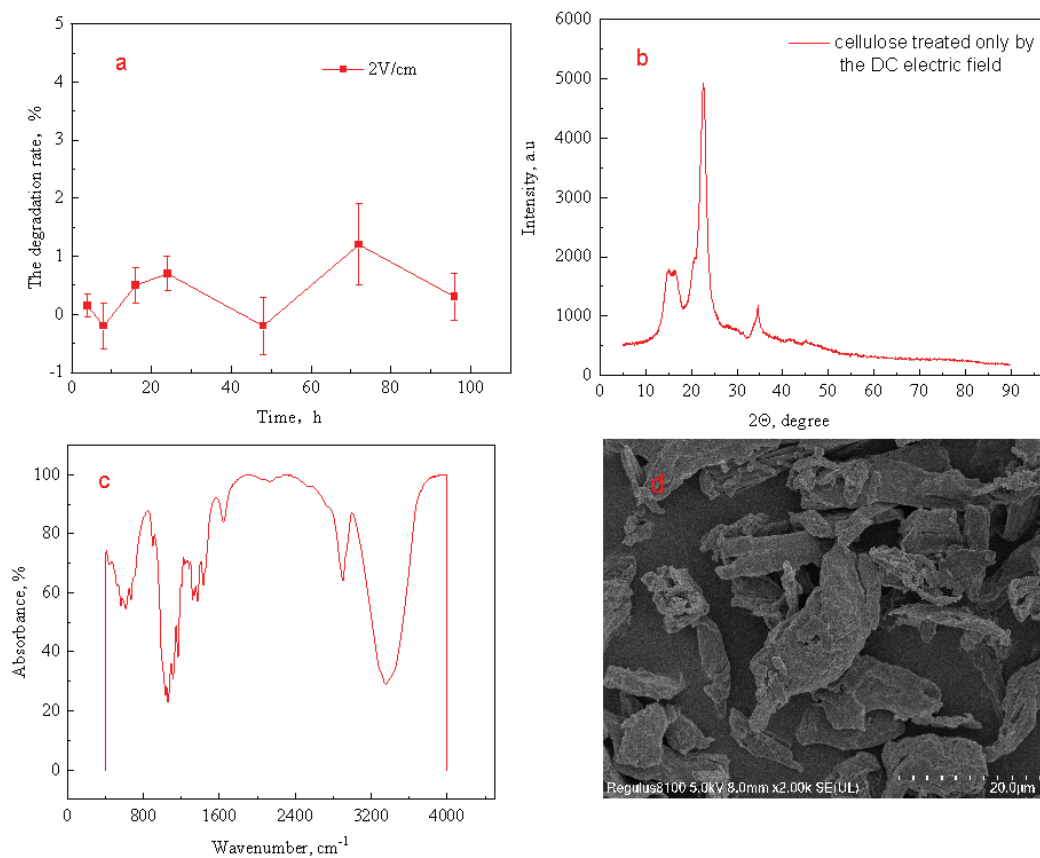 a
2V/cm
The degradation rate, %
5
4
3
2
1
0
-1
0 20 40 60 80 100
Time, h
b
cellulose treated only by
the DC electric field
Intensity, a.u
6000
5000
4000
3000
2000
1000
0
0 10 20 30 40 50 60 70 80 90
2Θ, degree
c
Absorbance, %
100
80
60
40
20
0
0 800 1600 2400 3200 4000
Wavenumber, cm⁻¹
d
Regulus8100 5.0kV 8.0mm x2.00k SE(UL)
20.0µm